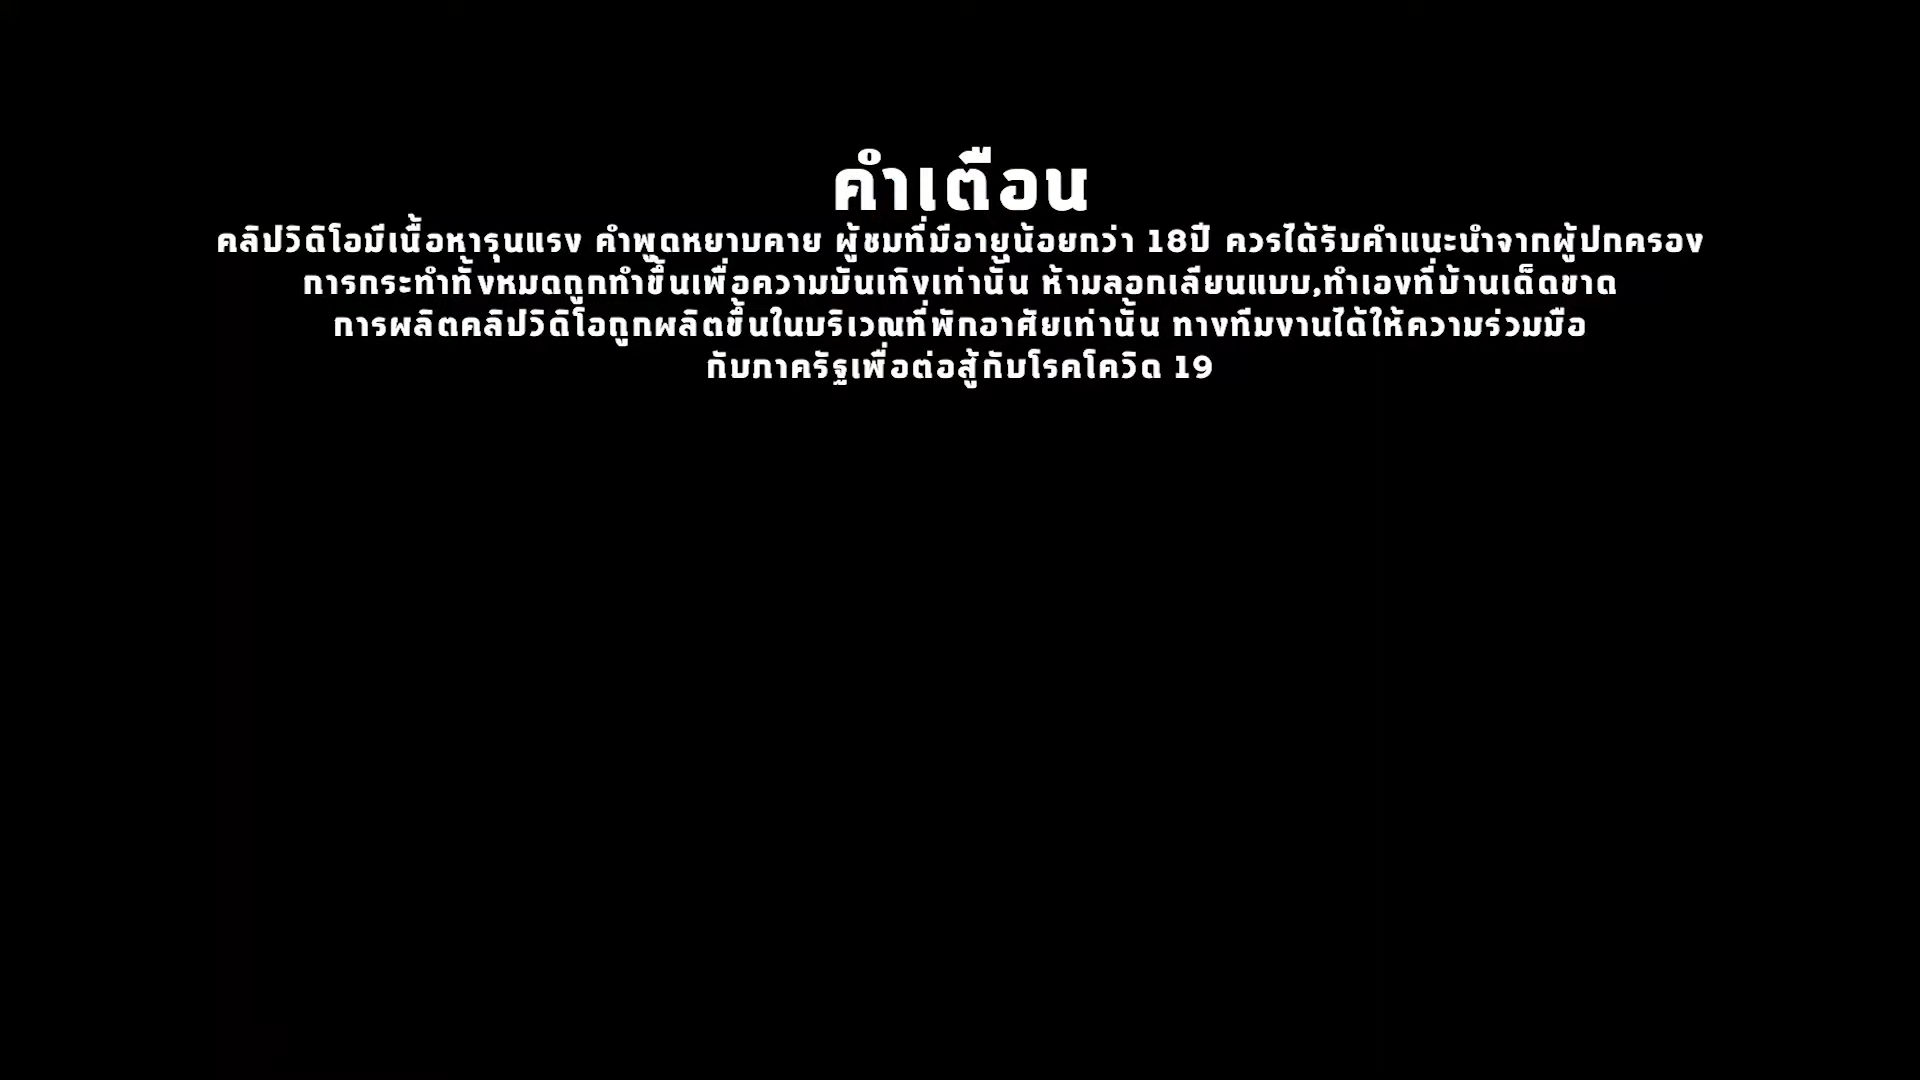 คำเตือน
คลิปวิดิโอมีเนื้อหารุนแรง คำพูดหยาบคาย ผู้ชมที่มีอายุน้อยกว่า 18ปี ควรได้รับคำแนะนำจากผู้ปกครอง
การกระทำทั้งหมดถูกทำขึ้นเพื่อความบันเทิงเท่านั้น ห้ามลอกเลียนแบบ,ทำเองที่บ้านเด็ดขาด
การผลิตคลิปวิดิโอถูกผลิตขึ้นในบริเวณที่พักอาศัยเท่านั้น ทางทีมงานได้ให้ความร่วมมือ
กับภาครัฐเพื่อต่อสู้กับโรคโควิด 19